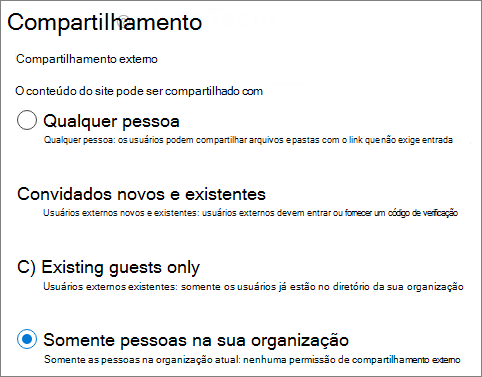 Compartilhamento
Compartilhamento externo
O conteúdo do site pode ser compartilhado com
Qualquer pessoa
Qualquer pessoa: os usuários podem compartilhar arquivos e pastas com o link que não exige entrada
Convidados novos e existentes
Usuários externos novos e existentes: usuários externos devem entrar ou fornecer um código de verificação
C) Existing guests only
Usuários externos existentes: somente os usuários já estão no diretório da sua organização
Somente pessoas na sua organização
Somente as pessoas na organização atual: nenhuma permissão de compartilhamento externo